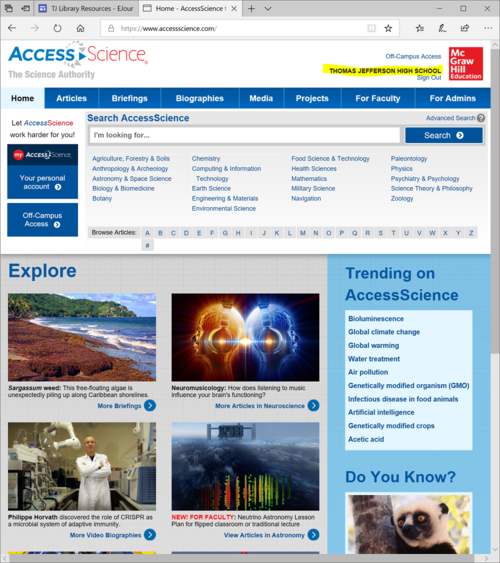 TJ Library Resources - Elour
Home - AccessScience f
https://www.accessscience.com/
ACCESS Science®
The Science Authority
Off-Campus Access
THOMAS JEFFERSON HIGH SCHOOL
Sign Out
Mc
Graw
Hill
Education
Home Articles Briefings Biographies Media Projects For Faculty For Admins
Let AccessScience
work harder for you!
my ACCESS Science
Your personal
account
Off-Campus
Access
Search AccessScience
Advanced Search ?
I'm looking for...
Search
Agriculture, Forestry & Soils
Anthropology & Archeology
Astronomy & Space Science
Biology & Biomedicine
Botany
Chemistry
Computing & Information
Technology
Earth Science
Engineering & Materials
Environmental Science
Food Science & Technology
Health Sciences
Mathematics
Military Science
Navigation
Paleontology
Physics
Psychiatry & Psychology
Science Theory & Philosophy
Zoology
Browse Articles: A B C D E F G H I J K L M N O P Q R S T U V W X Y Z
#
Explore
Sargassum weed: This free-floating algae is
unexpectedly piling up along Caribbean shorelines.
More Briefings
Neuromusicology: How does listening to music
influence your brain's functioning?
More Articles in Neuroscience
Philippe Horvath discovered the role of CRISPR as
a microbial system of adaptive immunity.
More Video Biographies
NEW! FOR FACULTY: Neutrino Astronomy Lesson
Plan for flipped classroom or traditional lecture
View Articles in Astronomy
Trending on
AccessScience
Bioluminescence
Global climate change
Global warming
Water treatment
Air pollution
Genetically modified organism (GMO)
Infectious disease in food animals
Artificial intelligence
Genetically modified crops
Acetic acid
Do You Know?